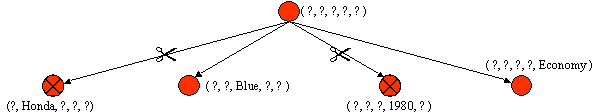 ( ?, ?, ?, ?, ? )
( ?, ?, ?, ?, Economy )
(?, Honda, ?, ?, ?)
( ?, ?, Blue, ?, ? )
( ?, ?, ?, 1980, ? )